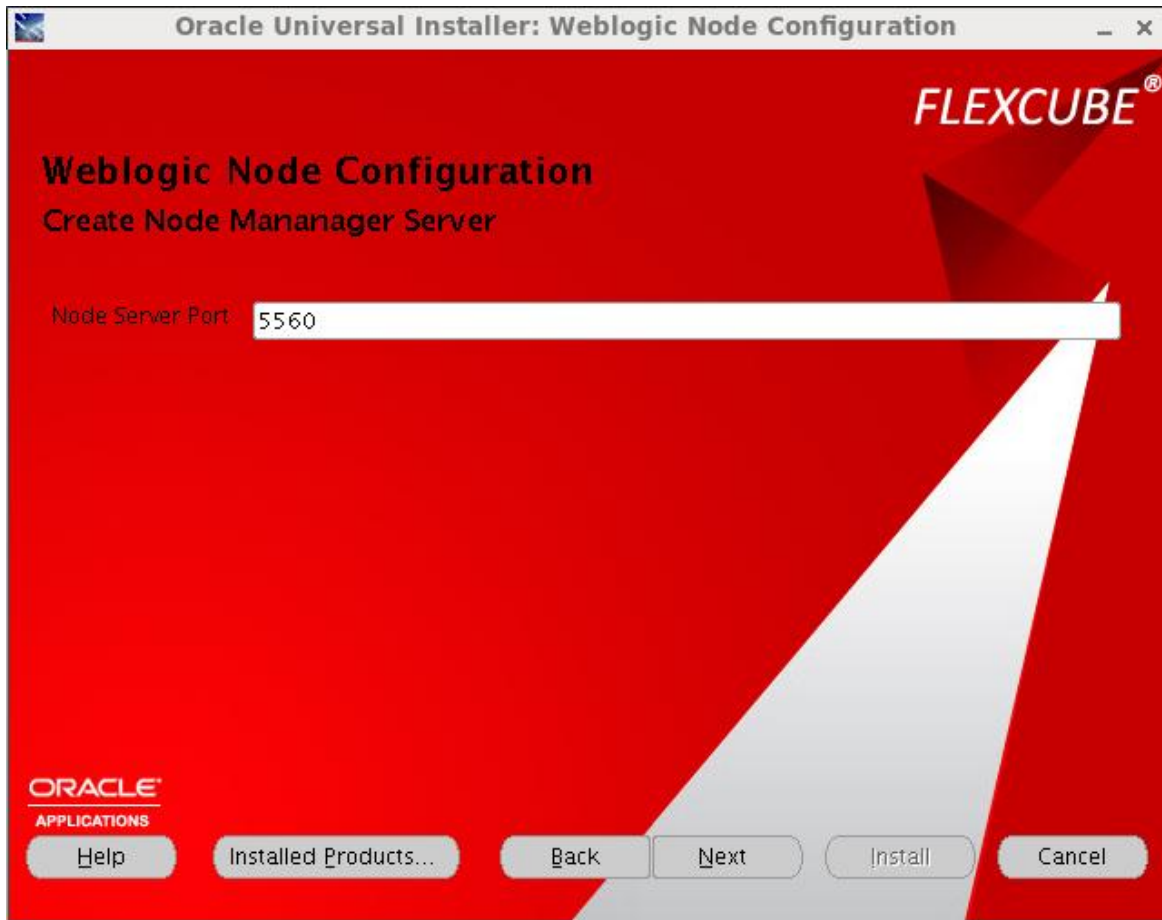 Oracle Universal Installer: Weblogic Node Configuration
FLEXCUBE®
Weblogic Node Configuration
Create Node Mananager Server
Node Server Port 5560
ORACLE®
APPLICATIONS
Help Installed Products... Back Next Install Cancel